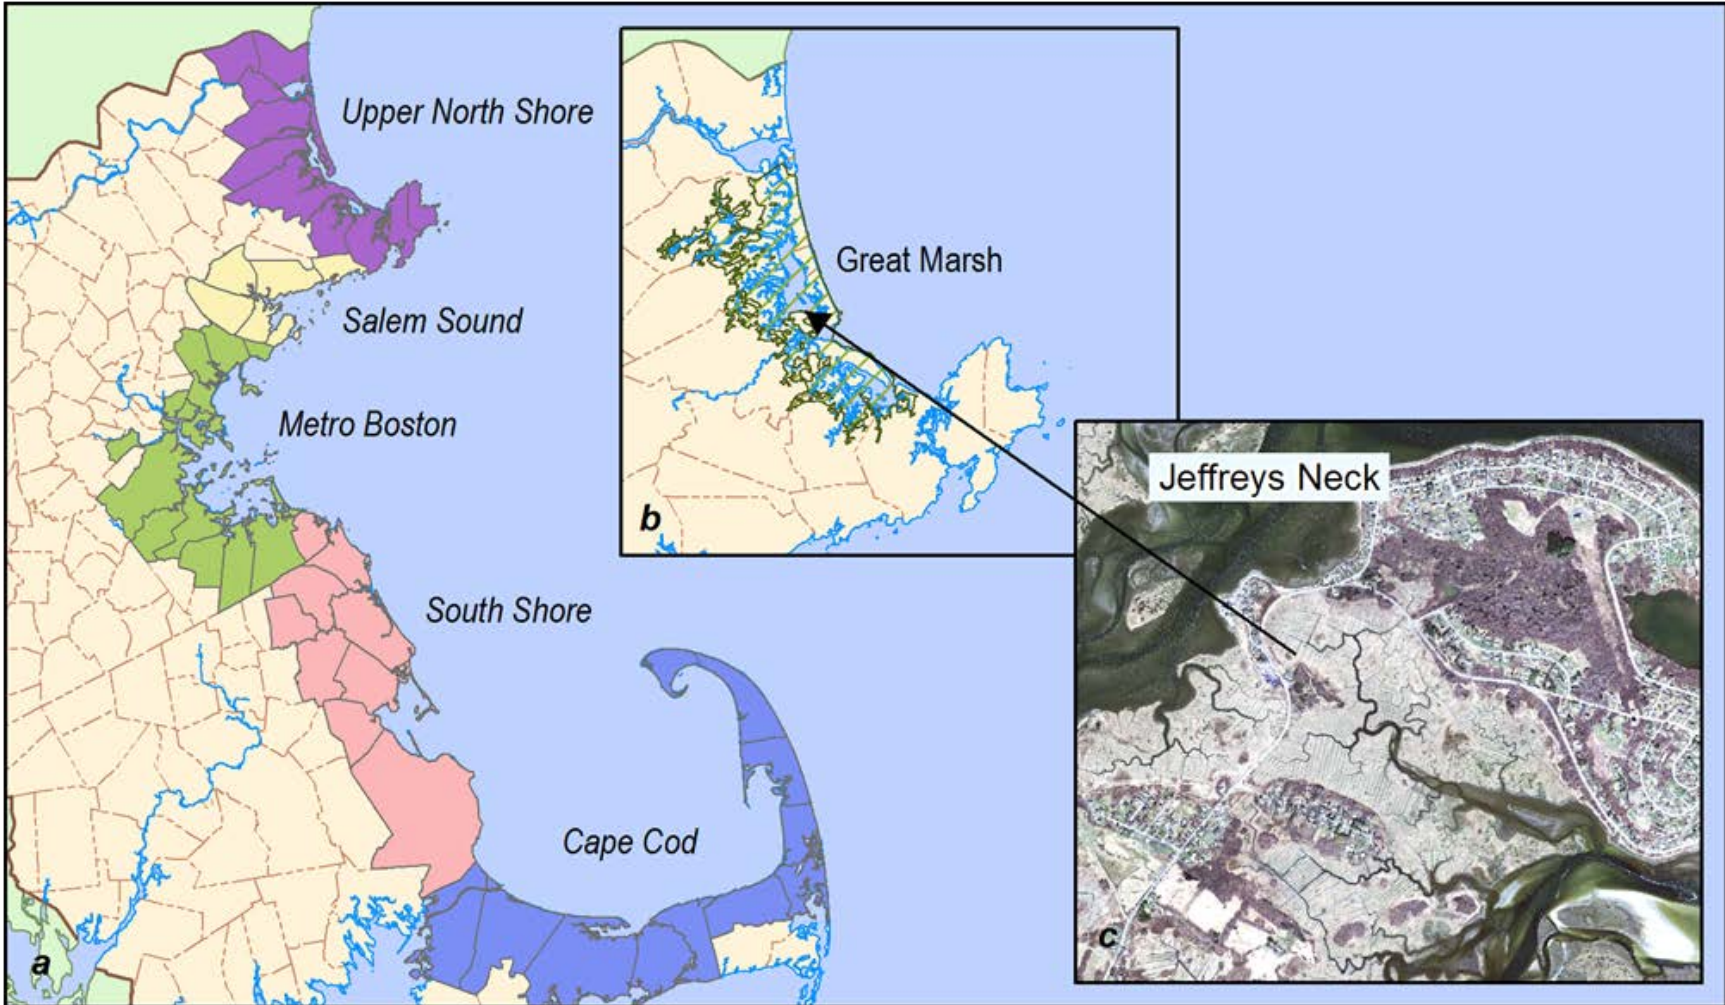 Upper North Shore
Salem Sound
Metro Boston
South Shore
Cape Cod
a
Great Marsh
b
Jeffreys Neck
c